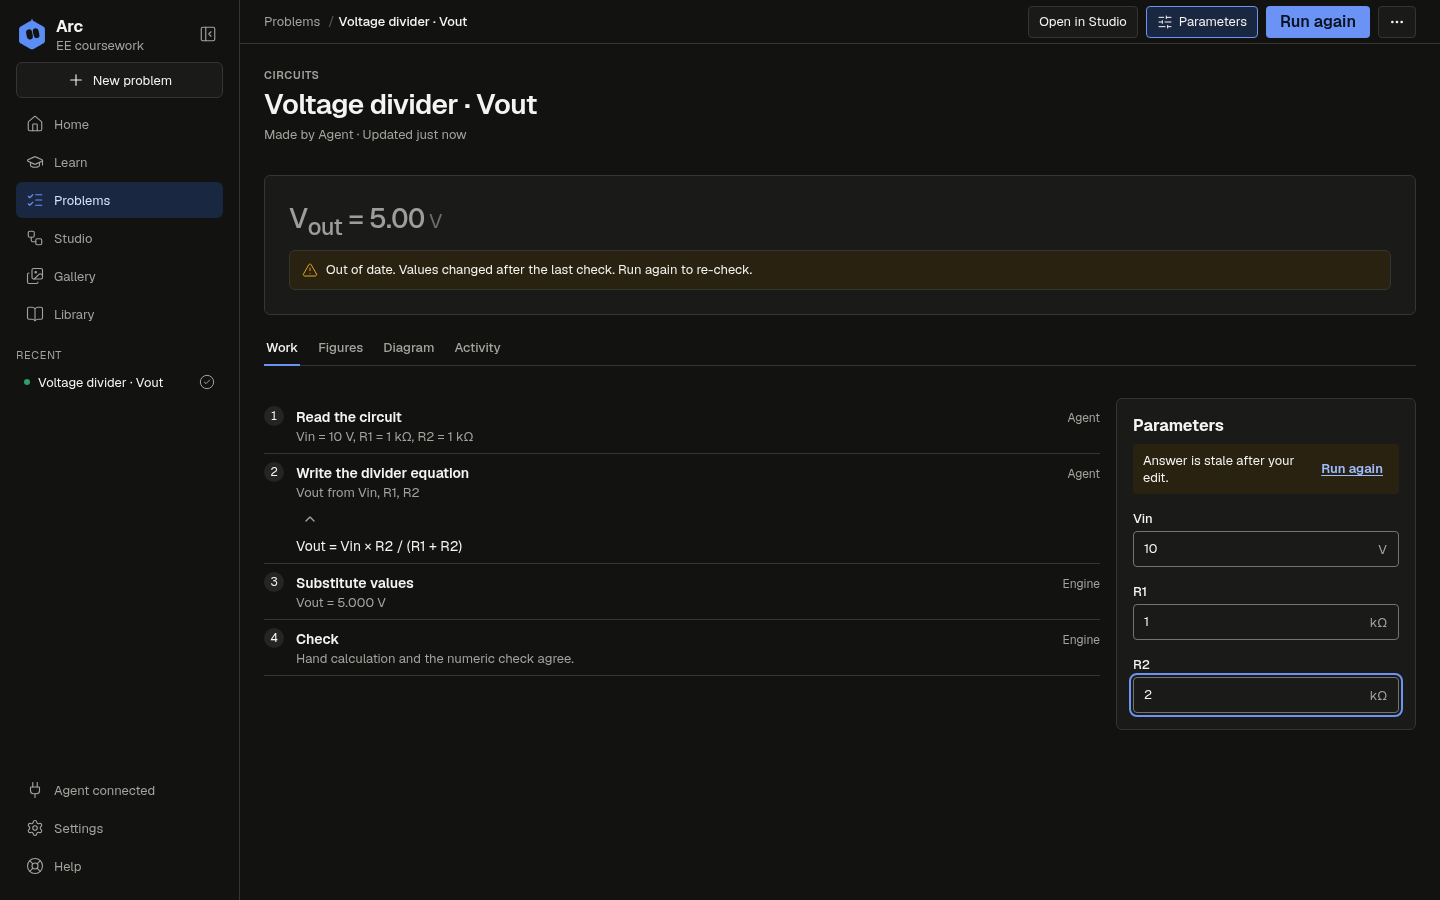 Arc
EE coursework
New problem
Home
Learn
Problems
Studio
Gallery
Library
RECENT
Voltage divider · Vout
Agent connected
Settings
Help
Problems / Voltage divider · Vout
Open in Studio
Parameters
Run again
CIRCUITS
Voltage divider · Vout
Made by Agent · Updated just now
Vout = 5.00 V
Out of date. Values changed after the last check. Run again to re-check.
Work Figures Diagram Activity
1 Read the circuit Agent
Vin = 10 V, R1 = 1 kΩ, R2 = 1 kΩ
2 Write the divider equation Agent
Vout from Vin, R1, R2
Vout = Vin × R2 / (R1 + R2)
3 Substitute values Engine
Vout = 5.000 V
4 Check Engine
Hand calculation and the numeric check agree.
Parameters
Answer is stale after your
edit.
Run again
Vin
10 V
R1
1 kΩ
R2
2 kΩ